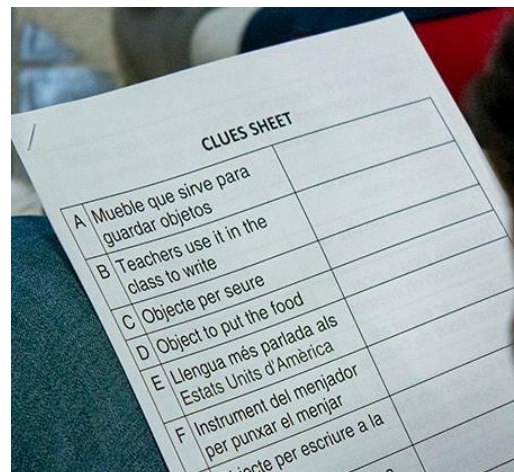 CLUES SHEET
A Mueble que sirve para
guardar objetos
B Teachers use it in the
class to write
C Objecte per seure
D Object to put the food
E Llengua més parlada als
Estats Units d'Amèrica
F Instrument del menjador
per punxar el menjar
per escriure a la